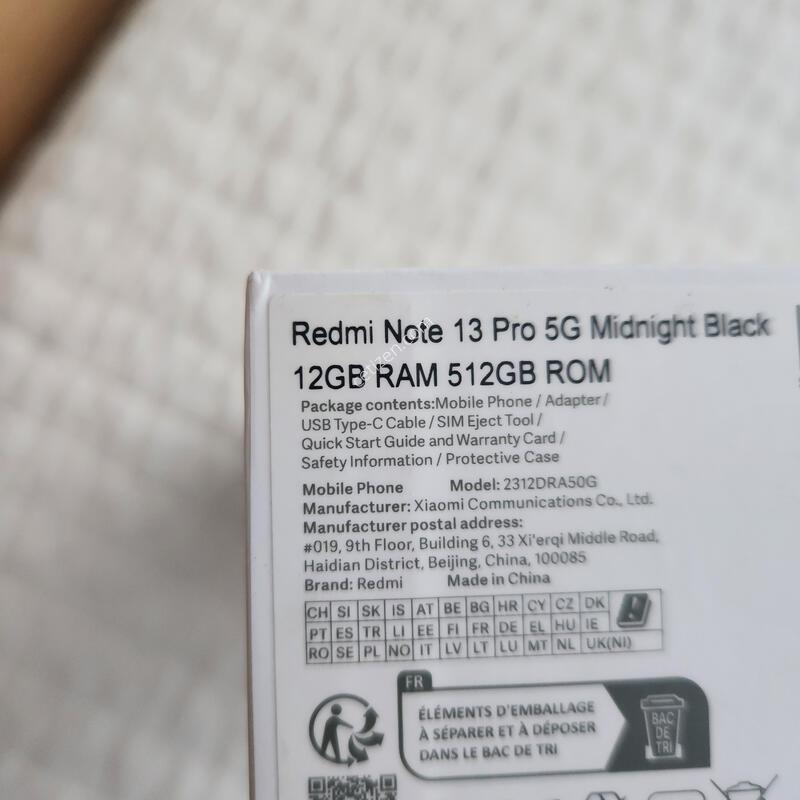 Redmi Note 13 Pro 5G Midnight Black
12GB RAM 512GB ROM
Package contents:Mobile Phone / Adapter /
USB Type-C Cable / SIM Eject Tool /
Quick Start Guide and Warranty Card /
Safety Information / Protective Case
Mobile Phone Model: 2312DRA50G
Manufacturer: Xiaomi Communications Co., Ltd.
Manufacturer postal address:
#019, 9th Floor, Building 6, 33 Xi'erqi Middle Road,
Haidian District, Beijing, China, 100085
Brand: Redmi Made in China
CH SI SK IS AT BE BG HR CY CZ DK
PT ES TR LI EE FI FR DE EL HU IE
RO SE PL NO IT LV LT LU MT NL UK(NI)
FR
ÉLÉMENTS D'EMBALLAGE
À SÉPARER ET À DÉPOSER
DANS LE BAC DE TRI
BAC
DE
TRI